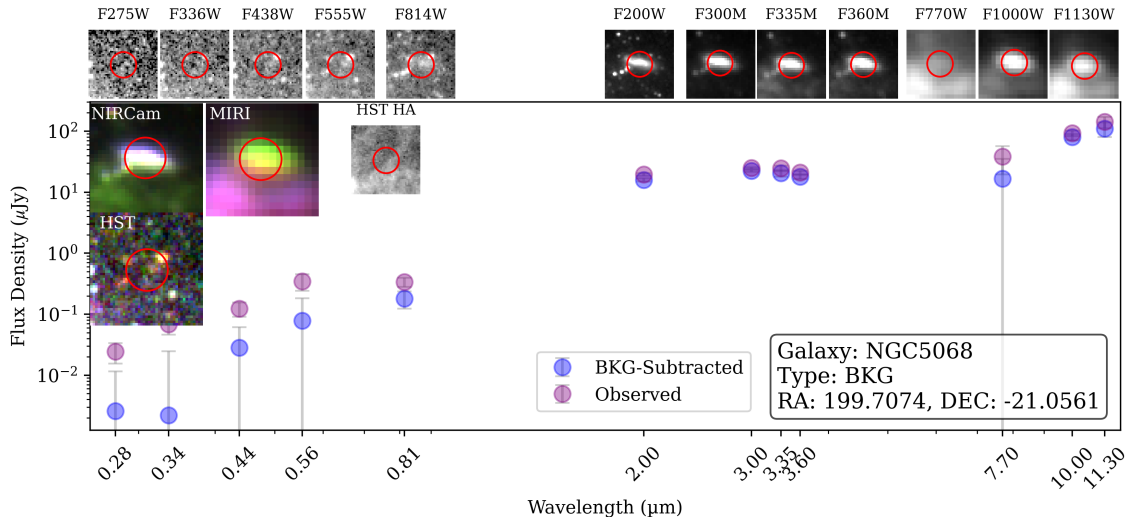 F275W F336W F438W F555W F814W F200W F300M F335M F360M F770W F1000W F1130W
NIRCam MIRI HST HA
HST
Flux Density (μJy)
10² 10¹ 10⁰ 10⁻¹ 10⁻²
BKG-Subtracted
Observed
Galaxy: NGC5068
Type: BKG
RA: 199.7074, DEC: -21.0561
0.28 0.34 0.44 0.56 0.81 2.00 3.00 3.35 3.60 7.70 10.00 11.30
Wavelength (µm)